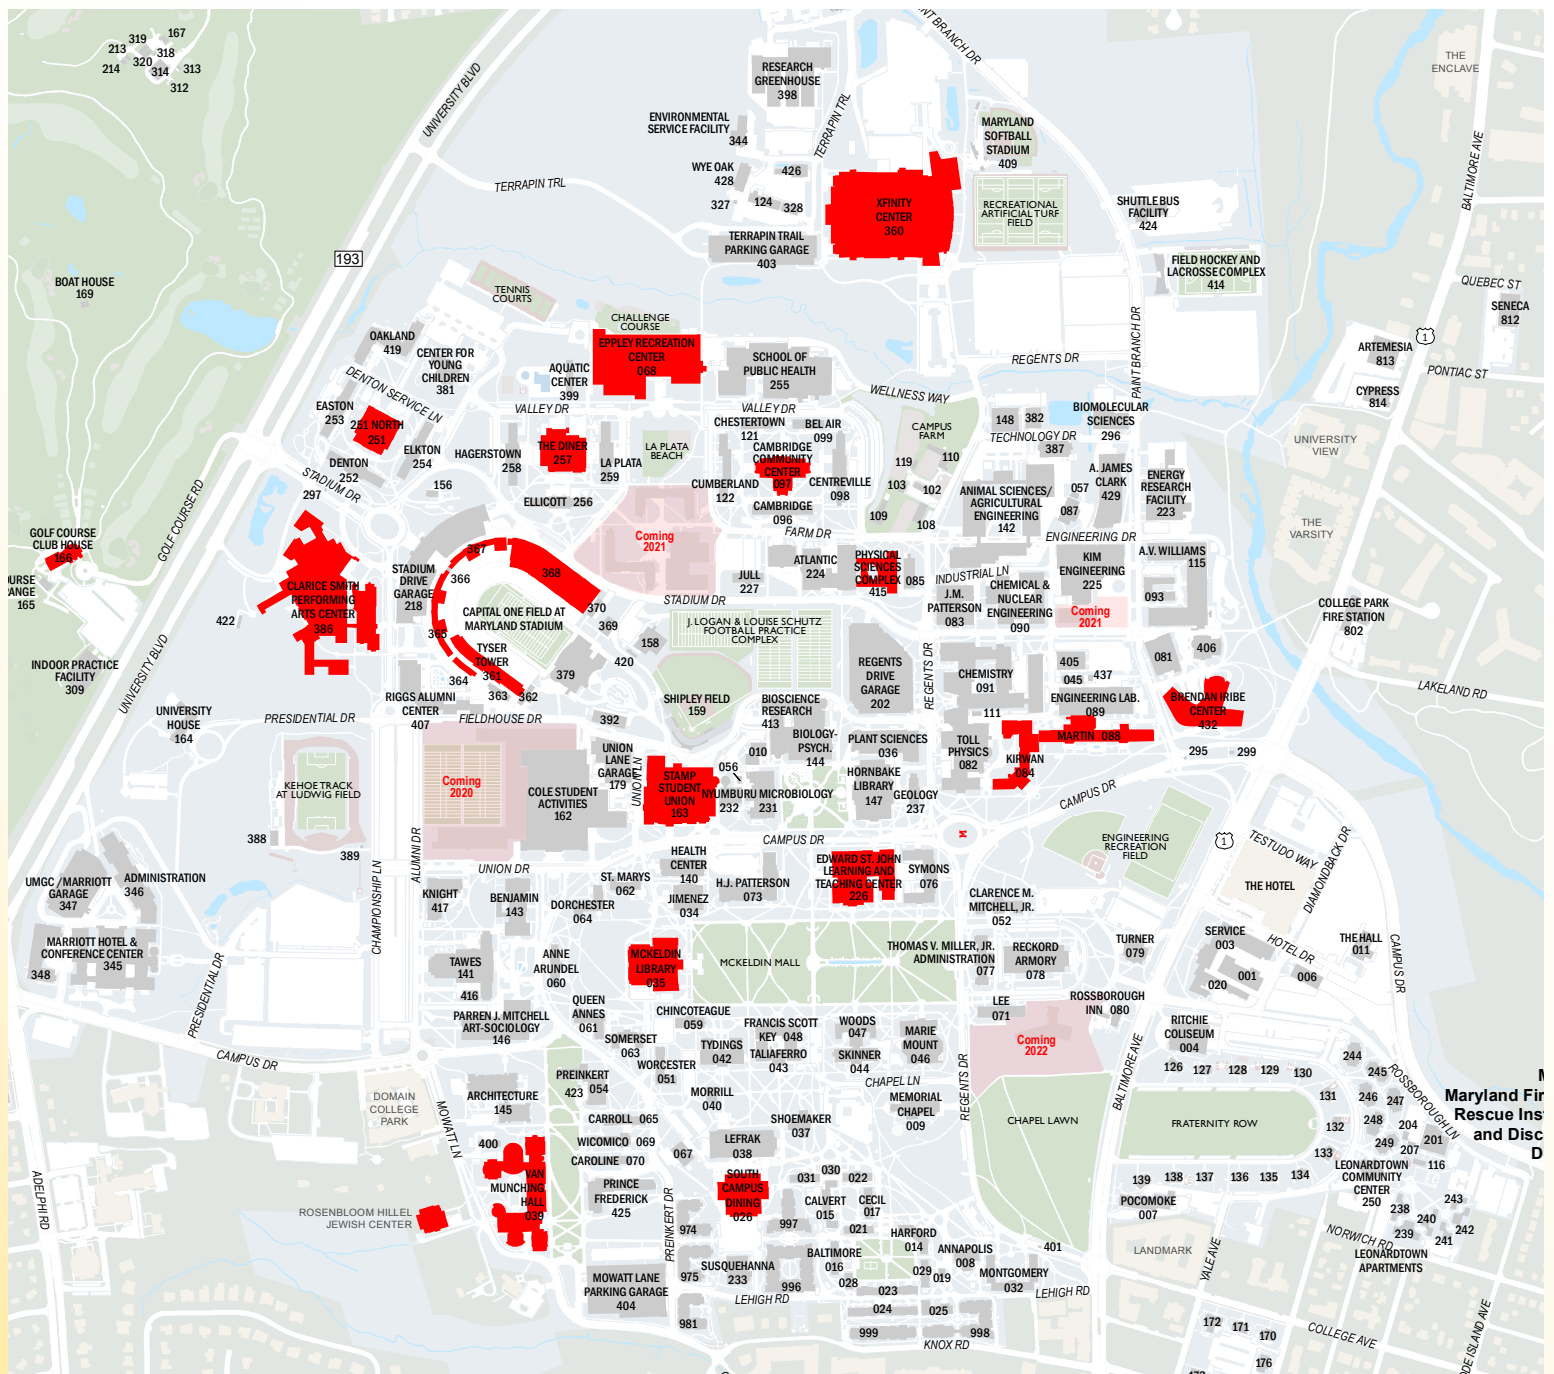 319
167
213
318
320
214
314
313
312
UNIVERSITY BLVD
PAINT BRANCH DR
THE
ENCLAVE
RESEARCH
GREENHOUSE
398
TERRAPIN TRL
ENVIRONMENTAL
SERVICE FACILITY
344
MARYLAND
SOFTBALL
STADIUM
409
BALTIMORE AVE
WYE OAK
428
426
TERRAPIN TRL
327
124
328
XFINITY
CENTER
360
RECREATIONAL
ARTIFICIAL TURF
FIELD
SHUTTLE BUS
FACILITY
424
TERRAPIN TRAIL
PARKING GARAGE
403
193
FIELD HOCKEY AND
LACROSSE COMPLEX
414
BOAT HOUSE
169
TENNIS
COURTS
QUEBEC ST
SENECA
812
CHALLENGE
COURSE
PAINT BRANCH DR
OAKLAND
419
EPPLEY RECREATION
CENTER
068
1
ARTEMESIA
813
CENTER FOR
YOUNG
CHILDREN
381
SCHOOL OF
PUBLIC HEALTH
255
REGENTS DR
PONTIAC ST
AQUATIC
CENTER
399
DENTON SERVICE LN
WELLNESS WAY
CYPRESS
814
EASTON
253
251 NORTH
251
VALLEY DR
VALLEY DR
CHESTERTOWN
121
BEL AIR
099
148
382
BIOMOLECULAR
SCIENCES
296
CAMPUS
FARM
TECHNOLOGY DR
387
UNIVERSITY
VIEW
ELKTON
254
HAGERSTOWN
258
THE DINER
257
LA PLATA
BEACH
CAMBRIDGE
COMMUNITY
CENTER
097
119
110
DENTON
252
LA PLATA
259
A. JAMES
CLARK
429
ENERGY
RESEARCH
FACILITY
223
156
CUMBERLAND
122
CENTREVILLE
098
103
102
057
STADIUM DR
297
ELLICOTT 256
CAMBRIDGE
096
109
108
ANIMAL SCIENCES/
AGRICULTURAL
ENGINEERING
142
087
THE
VARSITY
GOLF COURSE RD
GOLF COURSE
CLUB HOUSE
166
Coming
2021
FARM DR
ENGINEERING DR
367
366
368
STADIUM
DRIVE
GARAGE
218
JULL
227
ATLANTIC
224
PHYSICAL
SCIENCES
COMPLEX
415
085
KIM
ENGINEERING
225
A.V. WILLIAMS
115
INDUSTRIAL LN
URSE
ANGE
165
CLARICE SMITH
PERFORMING
ARTS CENTER
386
J.M.
PATTERSON
083
CHEMICAL &
NUCLEAR
ENGINEERING
090
093
STADIUM DR
370
369
CAPITAL ONE FIELD AT
MARYLAND STADIUM
Coming
2021
COLLEGE PARK
FIRE STATION
802
422
365
J. LOGAN & LOUISE SCHUTZ
FOOTBALL PRACTICE
COMPLEX
158
TYSER
TOWER
361
420
364
363
362
379
REGENTS
DRIVE
GARAGE
202
REGENTS DR
CHEMISTRY
091
405
045
437
081
406
INDOOR PRACTICE
FACILITY
309
UNIVERSITY BLVD
RIGGS ALUMNI
CENTER
407
SHIPLEY FIELD
159
LAKELAND RD
BRENDAN IRIBE
CENTER
432
UNIVERSITY
HOUSE
164
PRESIDENTIAL DR
FIELDHOUSE DR
392
BIOSCIENCE
RESEARCH
413
ENGINEERING LAB.
089
111
BIOLOGY-
PSYCH.
144
PLANT SCIENCES
036
TOLL
PHYSICS
082
MARTIN 088
KIRWAN
084
295
299
UNION
LANE
GARAGE
179
010
056
UNION LN
STAMP
STUDENT
UNION
163
NYUMBURU
232
MICROBIOLOGY
231
HORNBAKE
LIBRARY
147
GEOLOGY
237
KEHOE TRACK
AT LUDWIG FIELD
Coming
2020
COLE STUDENT
ACTIVITIES
162
CAMPUS DR
388
389
ALUMNI DR
CHAMPIONSHIP LN
CAMPUS DR
M
ENGINEERING
RECREATION
FIELD
1
TESTUDO WAY
DIAMONDBACK DR
UNION DR
HEALTH
CENTER
140
EDWARD ST. JOHN
LEARNING AND
TEACHING CENTER
226
SYMONS
076
UMGC / MARRIOTT
GARAGE
347
ADMINISTRATION
346
KNIGHT
417
BENJAMIN
143
ST. MARYS
062
H.J. PATTERSON
073
THE HOTEL
DORCHESTER
064
JIMENEZ
034
CLARENCE M.
MITCHELL, JR.
052
MARRIOTT HOTEL &
CONFERENCE CENTER
345
348
PRESIDENTIAL DR
TAWES
141
416
ANNE
ARUNDEL
060
MCKELDIN
LIBRARY
035
MCKELDIN MALL
THOMAS V. MILLER, JR.
ADMINISTRATION
077
RECKORD
ARMORY
078
TURNER
079
SERVICE
003
HOTEL DR
THE HALL
011
CAMPUS DR
001
006
020
QUEEN
ANNES
061
CHINCOTEAGUE
059
LEE
071
ROSSBOROUGH
INN 080
PARREN J. MITCHELL
ART-SOCIOLOGY
146
FRANCIS SCOTT
KEY 048
WOODS
047
MARIE
MOUNT
046
RITCHIE
COLISEUM
004
SOMERSET
063
TYDINGS
042
TALIAFERRO
043
SKINNER
044
Coming
2022
CAMPUS DR
WORCESTER
051
244
PREINKERT
054
423
CHAPEL LN
REGENTS DR
BALTIMORE AVE
126
127
128
129
130
245
ROSSBOROUGH LN
DOMAIN
COLLEGE
PARK
MOWATT LN
ARCHITECTURE
145
MORRILL
040
MEMORIAL
CHAPEL
009
131
246
247
Maryland Fir
Rescue Inst
and Disc
D
CARROLL 065
SHOEMAKER
037
CHAPEL LAWN
FRATERNITY ROW
132
248
204
201
400
WICOMICO 069
LEFRAK
038
249
207
CAROLINE 070
067
133
116
VAN
MUNCHING
HALL
039
SOUTH
CAMPUS
DINING
026
031
030
022
139
138
137
136
135
134
LEONARDTOWN
COMMUNITY
CENTER
250
ADELPHI RD
PRINCE
FREDERICK
425
CALVERT
015
CECIL
017
POCOMOKE
007
243
ROSENBLOOM HILLEL
JEWISH CENTER
PREINKERT DR
974
997
021
238
240
242
239
241
HARFORD
014
NORWICH RD
LEONARDTOWN
APARTMENTS
BALTIMORE
016
ANNAPOLIS
008
401
LANDMARK
YALE AVE
SUSQUEHANNA
233
975
996
028
029
019
MONTGOMERY
032
MOWATT LANE
PARKING GARAGE
404
LEHIGH RD
023
LEHIGH RD
024
025
981
999
998
KNOX RD
172
171
170
COLLEGE AVE
176